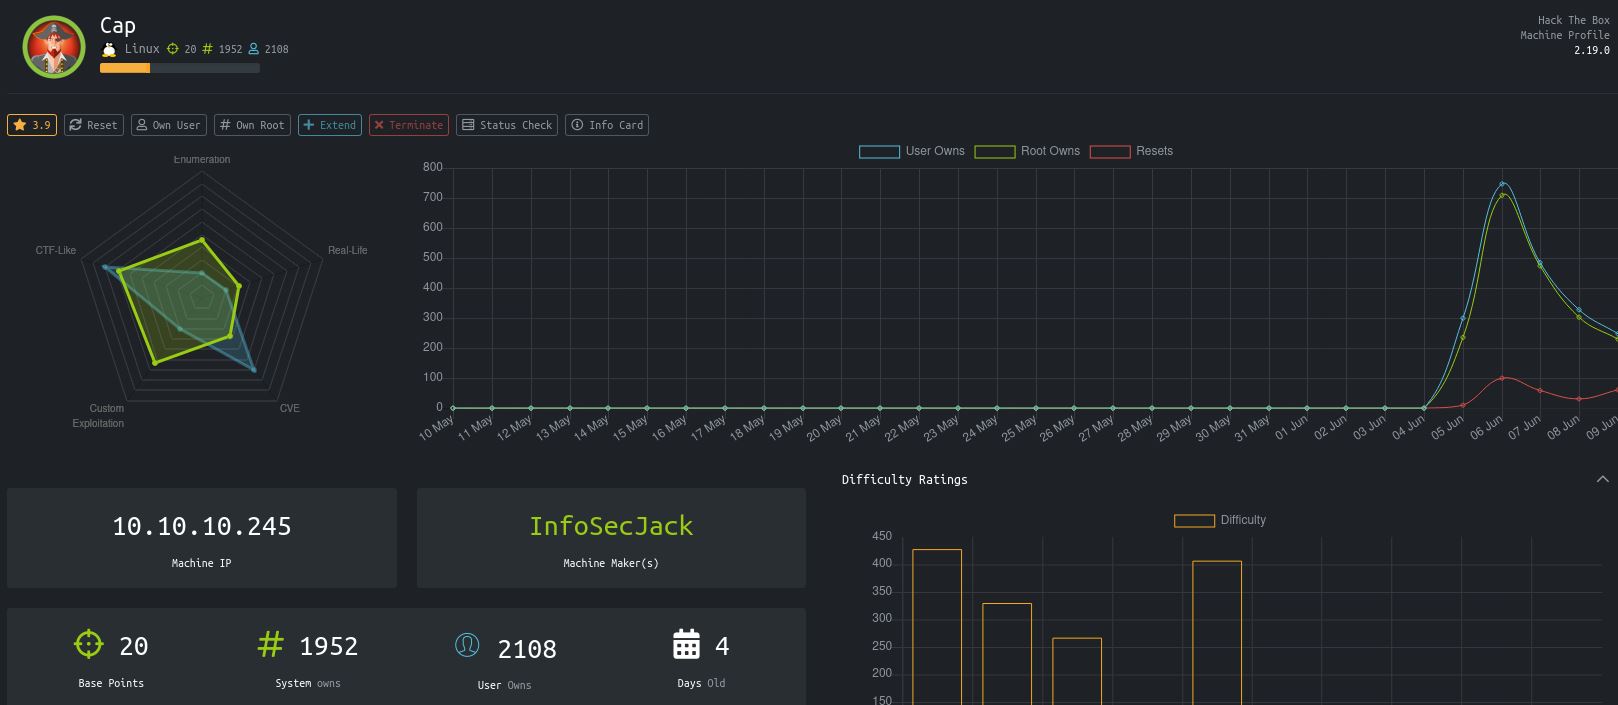 Cap
Linux 20 1952 2108
Hack The Box
Machine Profile
2.19.0
3.9 Reset Own User Own Root Extend Terminate Status Check Info Card
Enumeration
CTF-Like
Real-Life
Custom
Exploitation
CVE
User Owns Root Owns Resets
800
700
600
500
400
300
200
100
0
10 May 11 May 12 May 13 May 14 May 15 May 16 May 17 May 18 May 19 May 20 May 21 May 22 May 23 May 24 May 25 May 26 May 27 May 28 May 29 May 30 May 31 May 01 Jun 02 Jun 03 Jun 04 Jun 05 Jun 06 Jun 07 Jun 08 Jun 09 Jun
10.10.10.245
Machine IP
InfoSecJack
Machine Maker(s)
20
Base Points
1952
System owns
2108
User Owns
4
Days Old
Difficulty Ratings
Difficulty
450
400
350
300
250
200
150